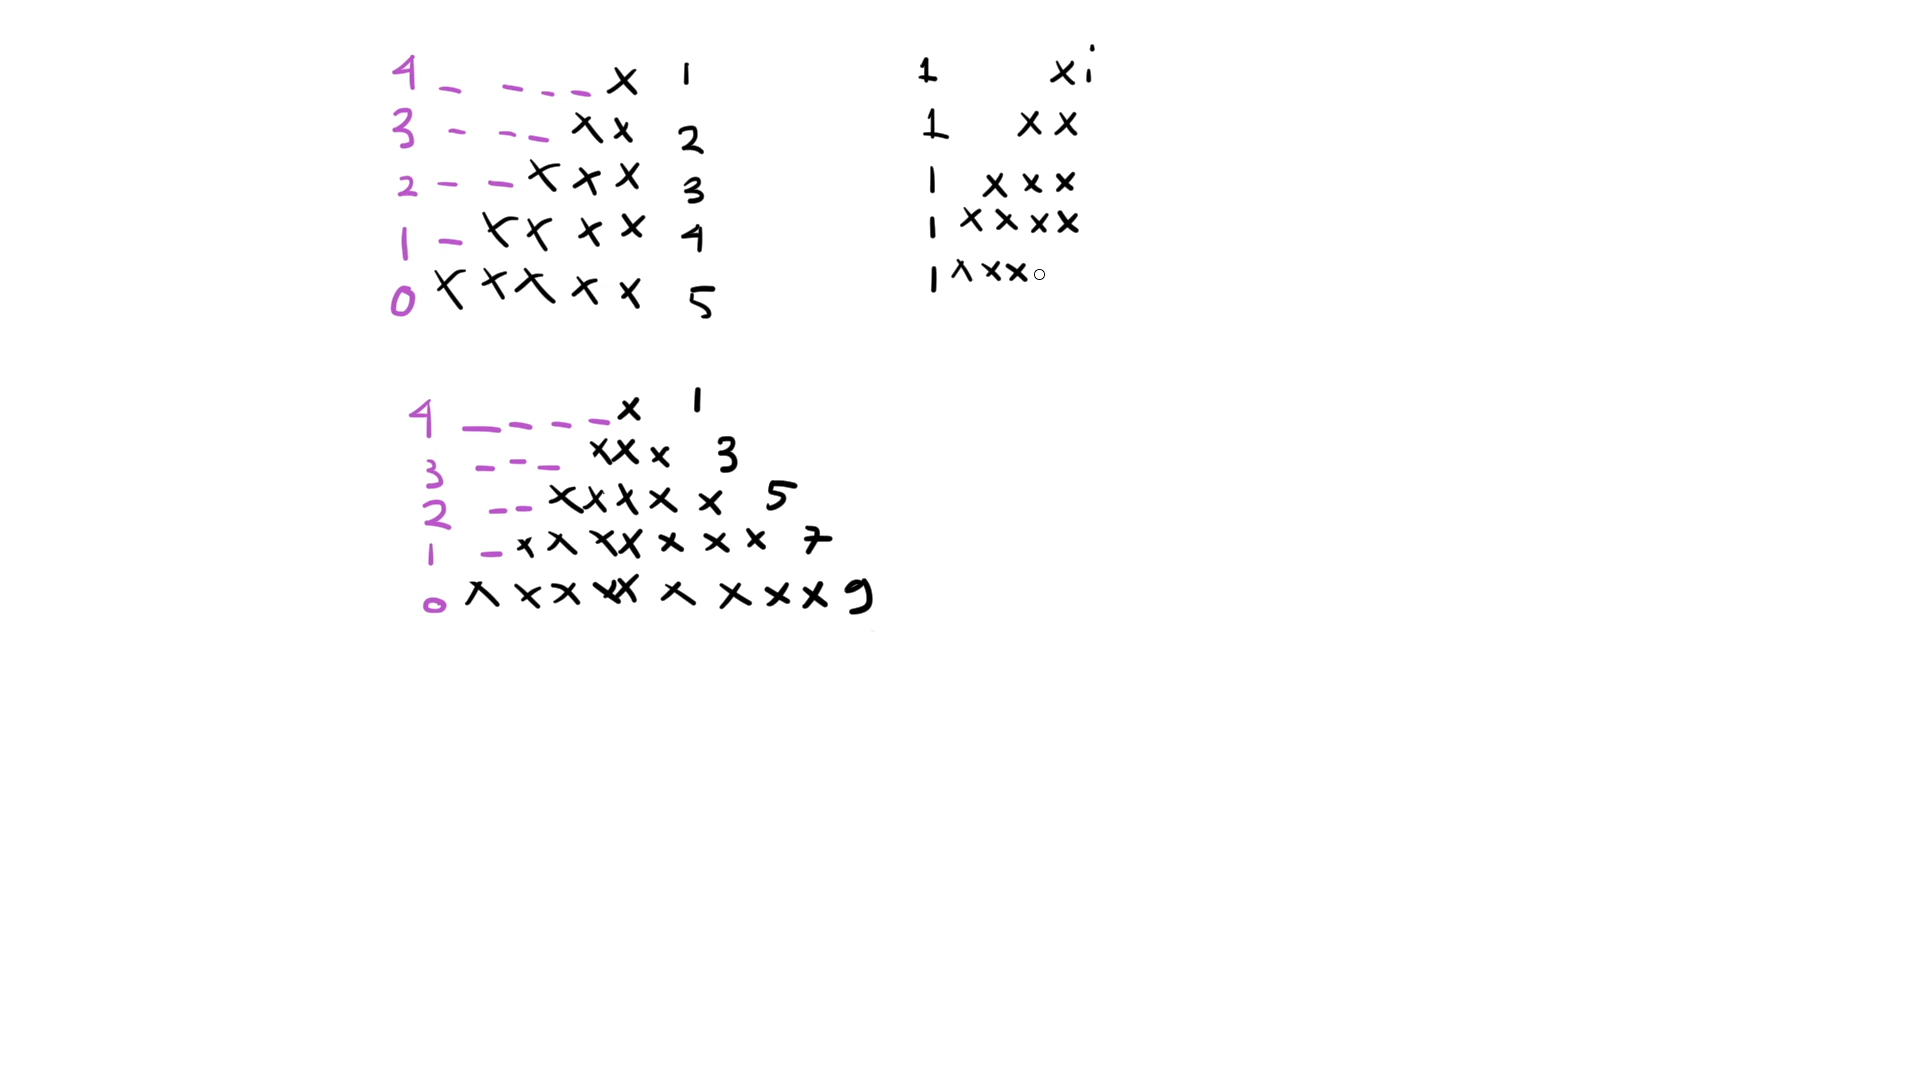 4 _ _ _ _ x 1
3 - - - x x 2
2 - - x x x 3
1 - x x x x 4
0 x x x x x 5
1 x i
1 x x
1 x x x
1 x x x x
1 x x x
4 _ _ _ _ x 1
3 - - - x x x 3
2 - - x x x x x 5
1 - x x x x x x x 7
0 x x x x x x x x x 9